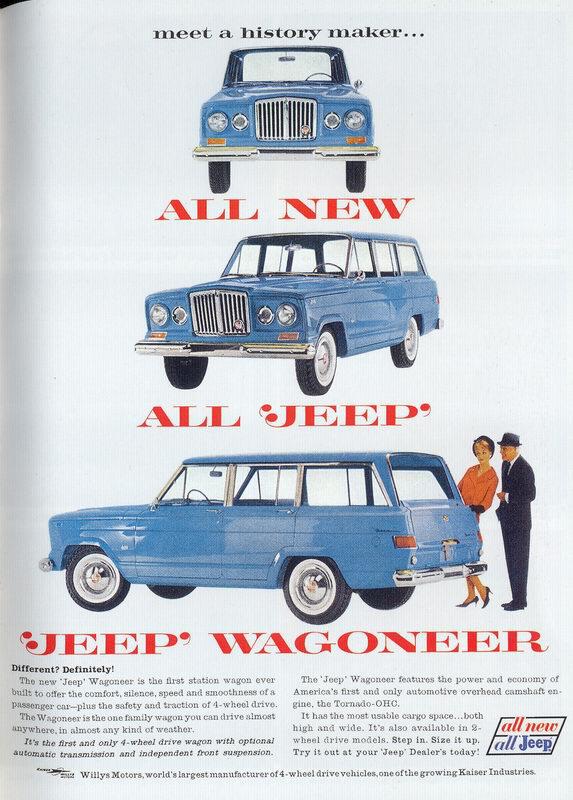 meet a history maker...
ALL NEW
ALL 'JEEP'
'JEEP' WAGONEER
Different? Definitely!
The new 'Jeep' Wagoneer is the first station wagon ever
built to offer the comfort, silence, speed and smoothness of a
passenger car—plus the safety and traction of 4-wheel drive.
The Wagoneer is the one family wagon you can drive almost
anywhere, in almost any kind of weather.
It's the first and only 4-wheel drive wagon with optional
automatic transmission and independent front suspension.
The 'Jeep' Wagoneer features the power and economy of
America's first and only automotive overhead camshaft en-
gine, the Tornado-OHC.
It has the most usable cargo space...both
high and wide. It's also available in 2-
wheel drive models. Step in. Size it up.
Try it out at your 'Jeep' Dealer's today!
all new
all 'Jeep'
Willys Motors, world's largest manufacturer of 4-wheel drive vehicles, one of the growing Kaiser Industries.